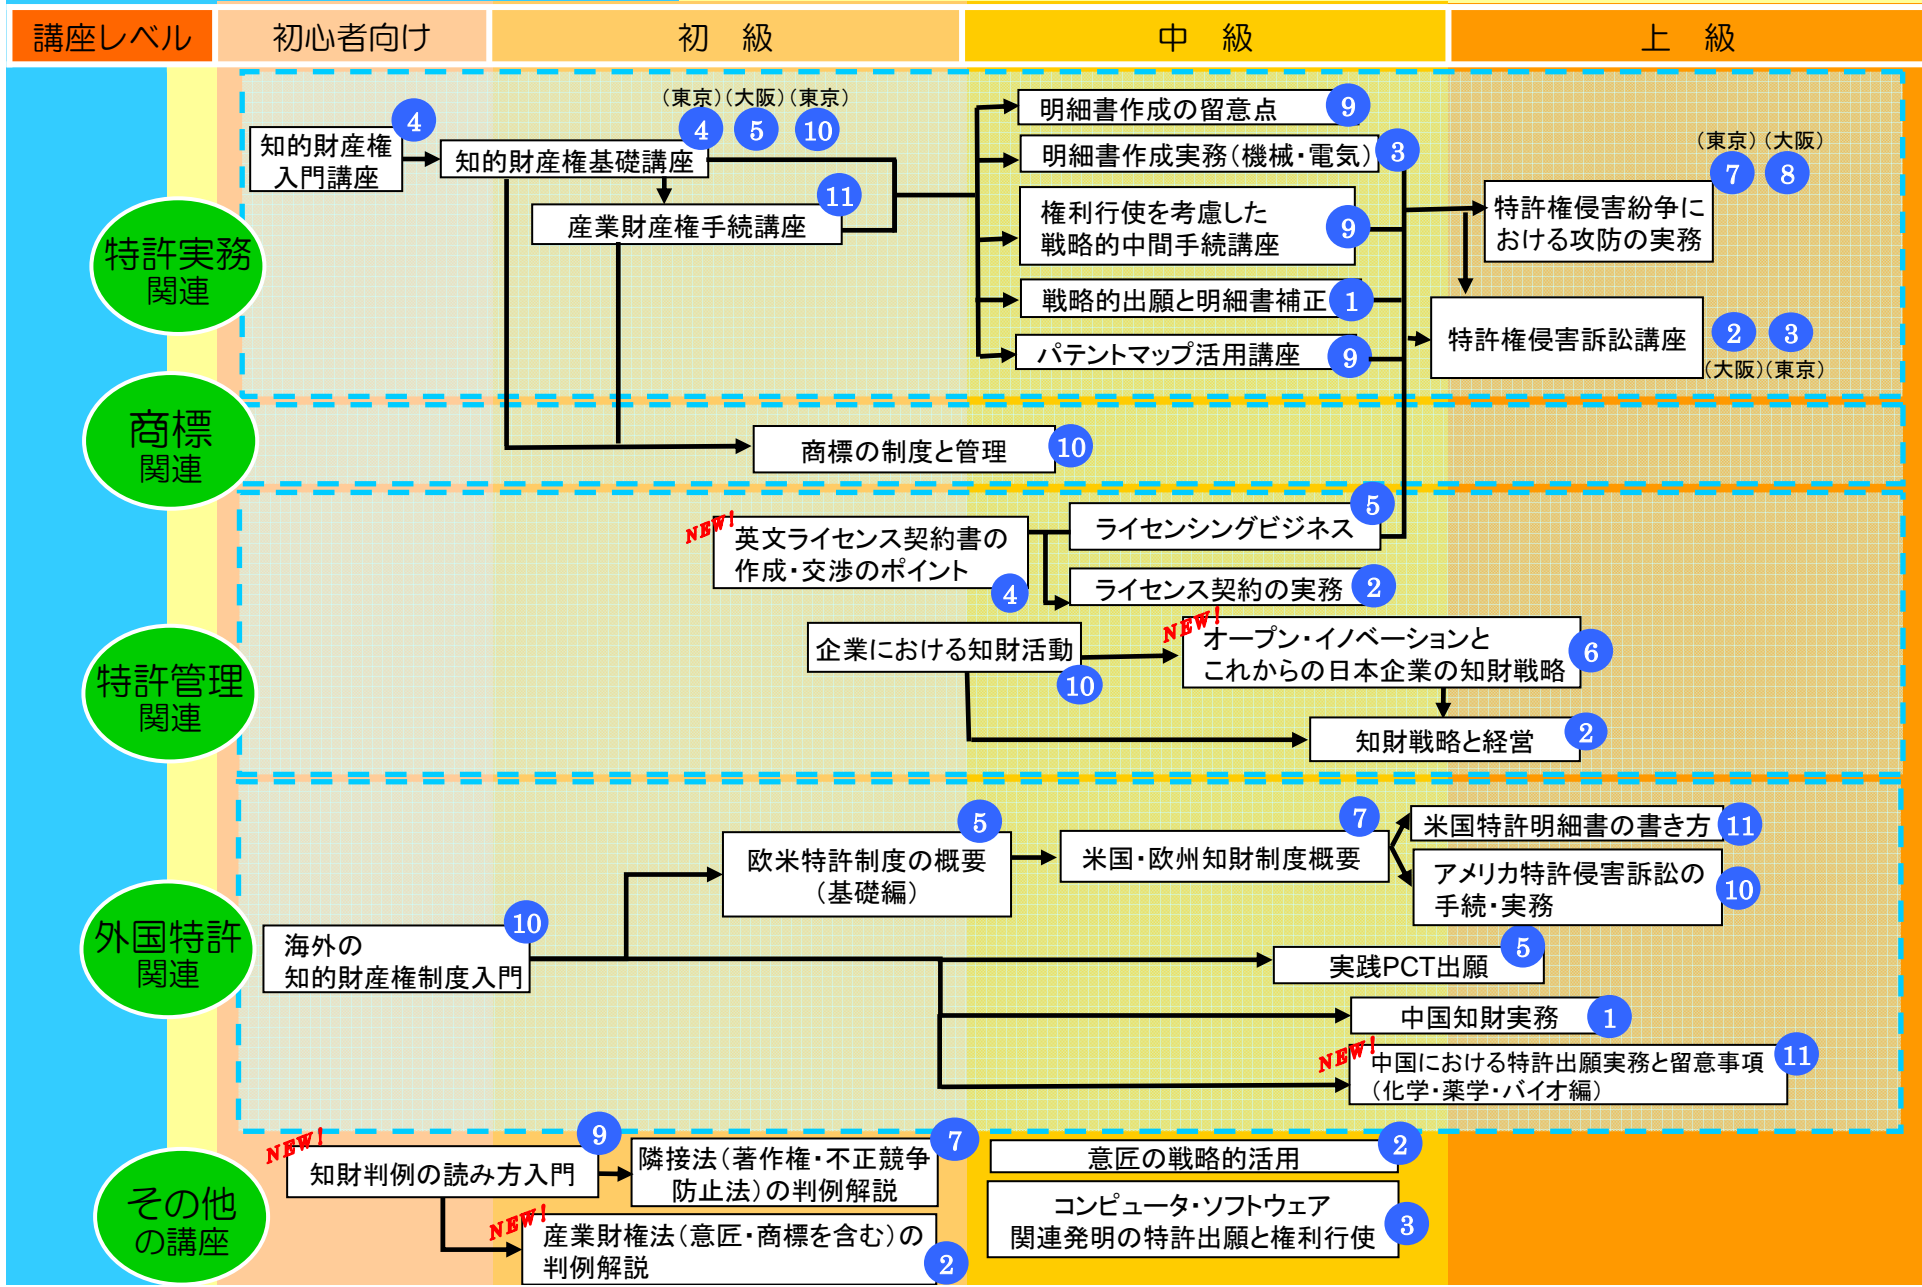 講座レベル
初心者向け
初　級
中　級
上　級
特許実務
関連
知的財産権
入門講座
4
(東京)(大阪)(東京)
4
5
10
知的財産権基礎講座
11
産業財産権手続講座
明細書作成の留意点
9
明細書作成実務(機械・電気)
3
権利行使を考慮した
戦略的中間手続講座
9
戦略的出願と明細書補正
1
パテントマップ活用講座
9
(東京)(大阪)
7
8
特許権侵害紛争に
おける攻防の実務
特許権侵害訴訟講座
2
3
(大阪)(東京)
商標
関連
商標の制度と管理
10
特許管理
関連
NEW!
英文ライセンス契約書の
作成・交渉のポイント
4
ライセンシングビジネス
5
ライセンス契約の実務
2
企業における知財活動
10
NEW!
オープン・イノベーションと
これからの日本企業の知財戦略
6
知財戦略と経営
2
外国特許
関連
海外の
知的財産権制度入門
10
欧米特許制度の概要
(基礎編)
5
米国・欧州知財制度概要
7
米国特許明細書の書き方
11
アメリカ特許侵害訴訟の
手続・実務
10
実践PCT出願
5
中国知財実務
1
NEW!
中国における特許出願実務と留意事項
(化学・薬学・バイオ編)
11
その他
の講座
NEW!
知財判例の読み方入門
9
隣接法(著作権・不正競争
防止法)の判例解説
7
NEW!
産業財権法(意匠・商標を含む)の
判例解説
2
意匠の戦略的活用
2
コンピュータ・ソフトウェア
関連発明の特許出願と権利行使
3